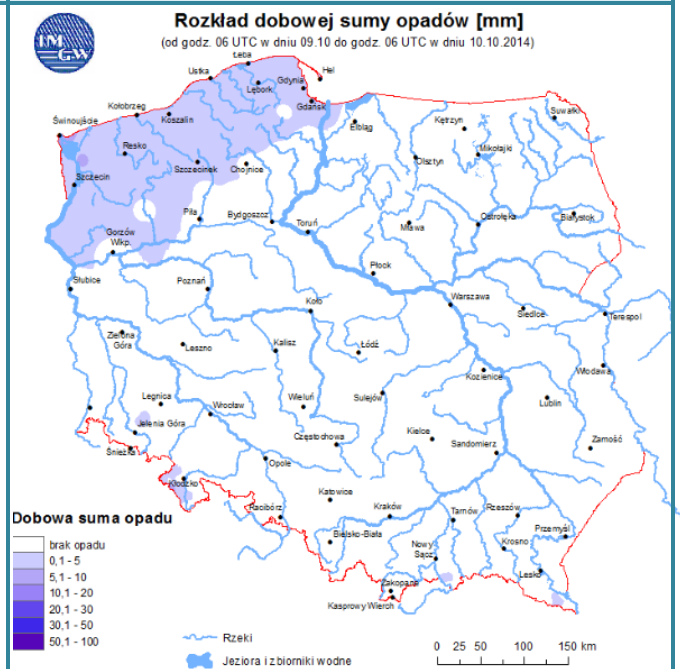 Rozkład dobowej sumy opadów [mm]
(od godz. 06 UTC w dniu 09.10 do godz. 06 UTC w dniu 10.10.2014)
IM
GW
Łeba
Ustka
Hel
Gdynia
Lębork
Gdańsk
Kołobrzeg
Koszalin
Świnoujście
Elbląg
Kętrzyn
Suwałki
Resko
Szczecinek
Chojnice
Olsztyn
Mikołajki
Szczecin
Piła
Bydgoszcz
Toruń
Mława
Ostrołęka
Białystok
Gorzów
Wlkp.
Płock
Słubice
Poznań
Koło
Warszawa
Siedlce
Terespol
Zielona
Góra
Leszno
Kalisz
Łódź
Kozienice
Włodawa
Legnica
Wrocław
Wieluń
Sulejów
Lublin
Jelenia Góra
Częstochowa
Kielce
Sandomierz
Zamość
Śnieżka
Opole
Kłodzko
Katowice
Racibórz
Kraków
Tarnów
Rzeszów
Bielsko-Biała
Nowy
Sącz
Krosno
Przemyśl
Lesko
Zakopane
Kasprowy Wierch
Dobowa suma opadu
brak opadu
0,1 - 5
5,1 - 10
10,1 - 20
20,1 - 30
30,1 - 50
50,1 - 100
Rzeki
Jeziora i zbiorniki wodne
0 25 50 100 150 km